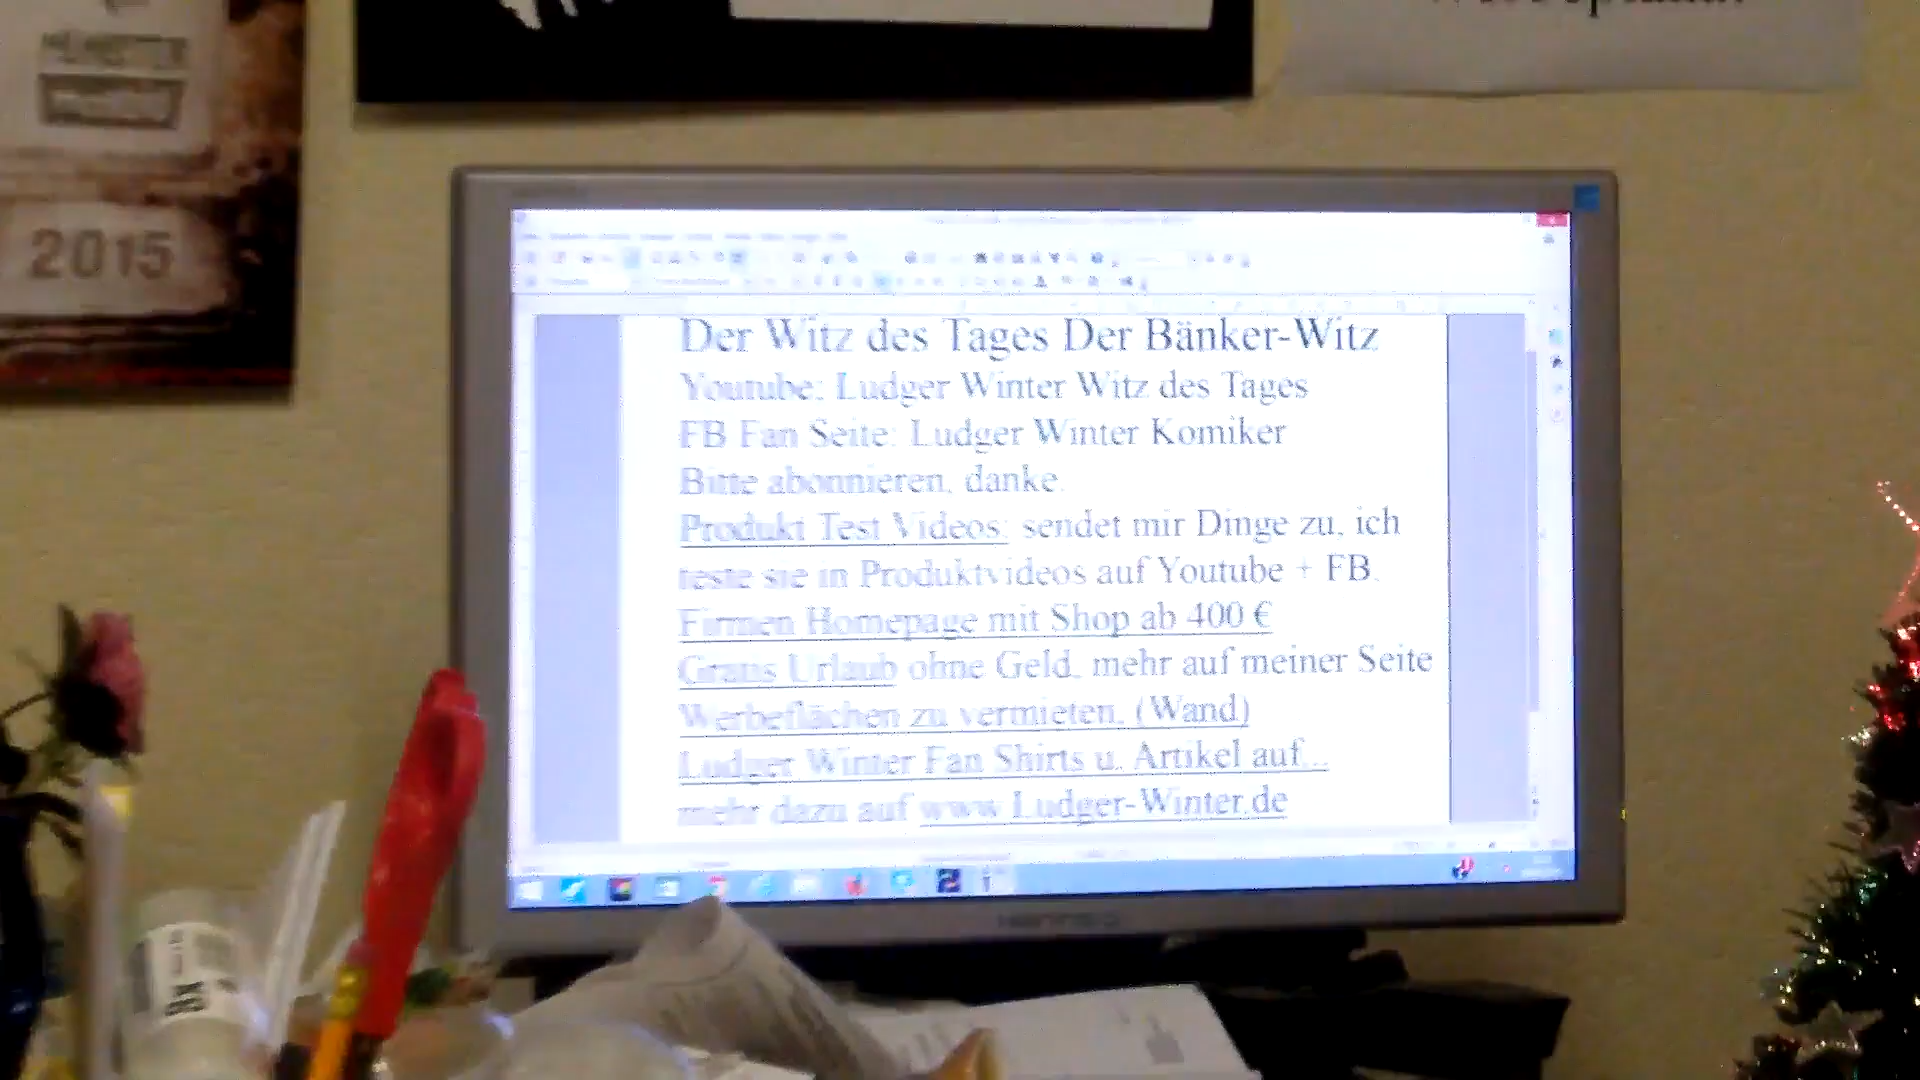 MÜNSTER
2015
Der Witz des Tages Der Bänker-Witz
Youtube: Ludger Winter Witz des Tages
FB Fan Seite: Ludger Winter Komiker
Bitte abonnieren, danke.
Produkt Test Videos: sendet mir Dinge zu, ich
teste sie in Produktvideos auf Youtube + FB.
Firmen Homepage mit Shop ab 400 €
Gratis Urlaub ohne Geld, mehr auf meiner Seite
Werbeflächen zu vermieten, (Wand)
Ludger Winter Fan Shirts u. Artikel auf...
mehr dazu auf www.Ludger-Winter.de